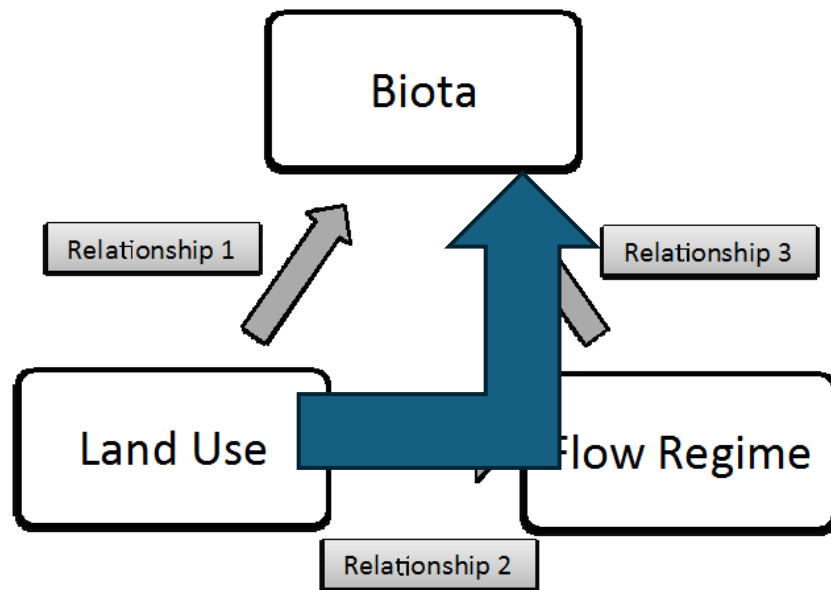 Biota
Relationship 1
Relationship 3
Land Use
Flow Regime
Relationship 2